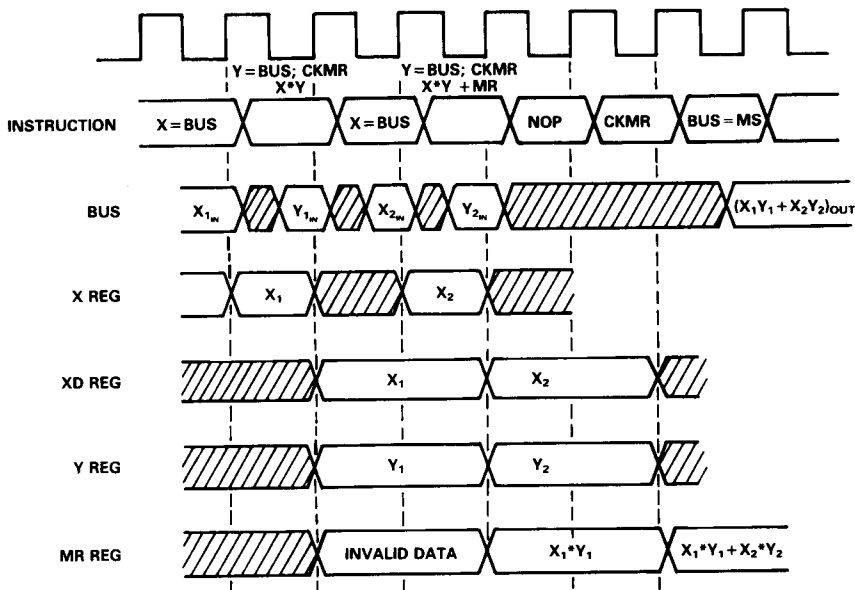 Y=BUS; CKMR
X*Y
Y=BUS; CKMR
X*Y +MR
INSTRUCTION
X=BUS
X=BUS
NOP
CKMR
BUS=MS
BUS
X1IN
Y1IN
X2IN
Y2IN
(X1Y1+X2Y2)OUT
X REG
X1
X2
XD REG
X1
X2
Y REG
Y1
Y2
MR REG
INVALID DATA
X1*Y1
X1*Y1+X2*Y2